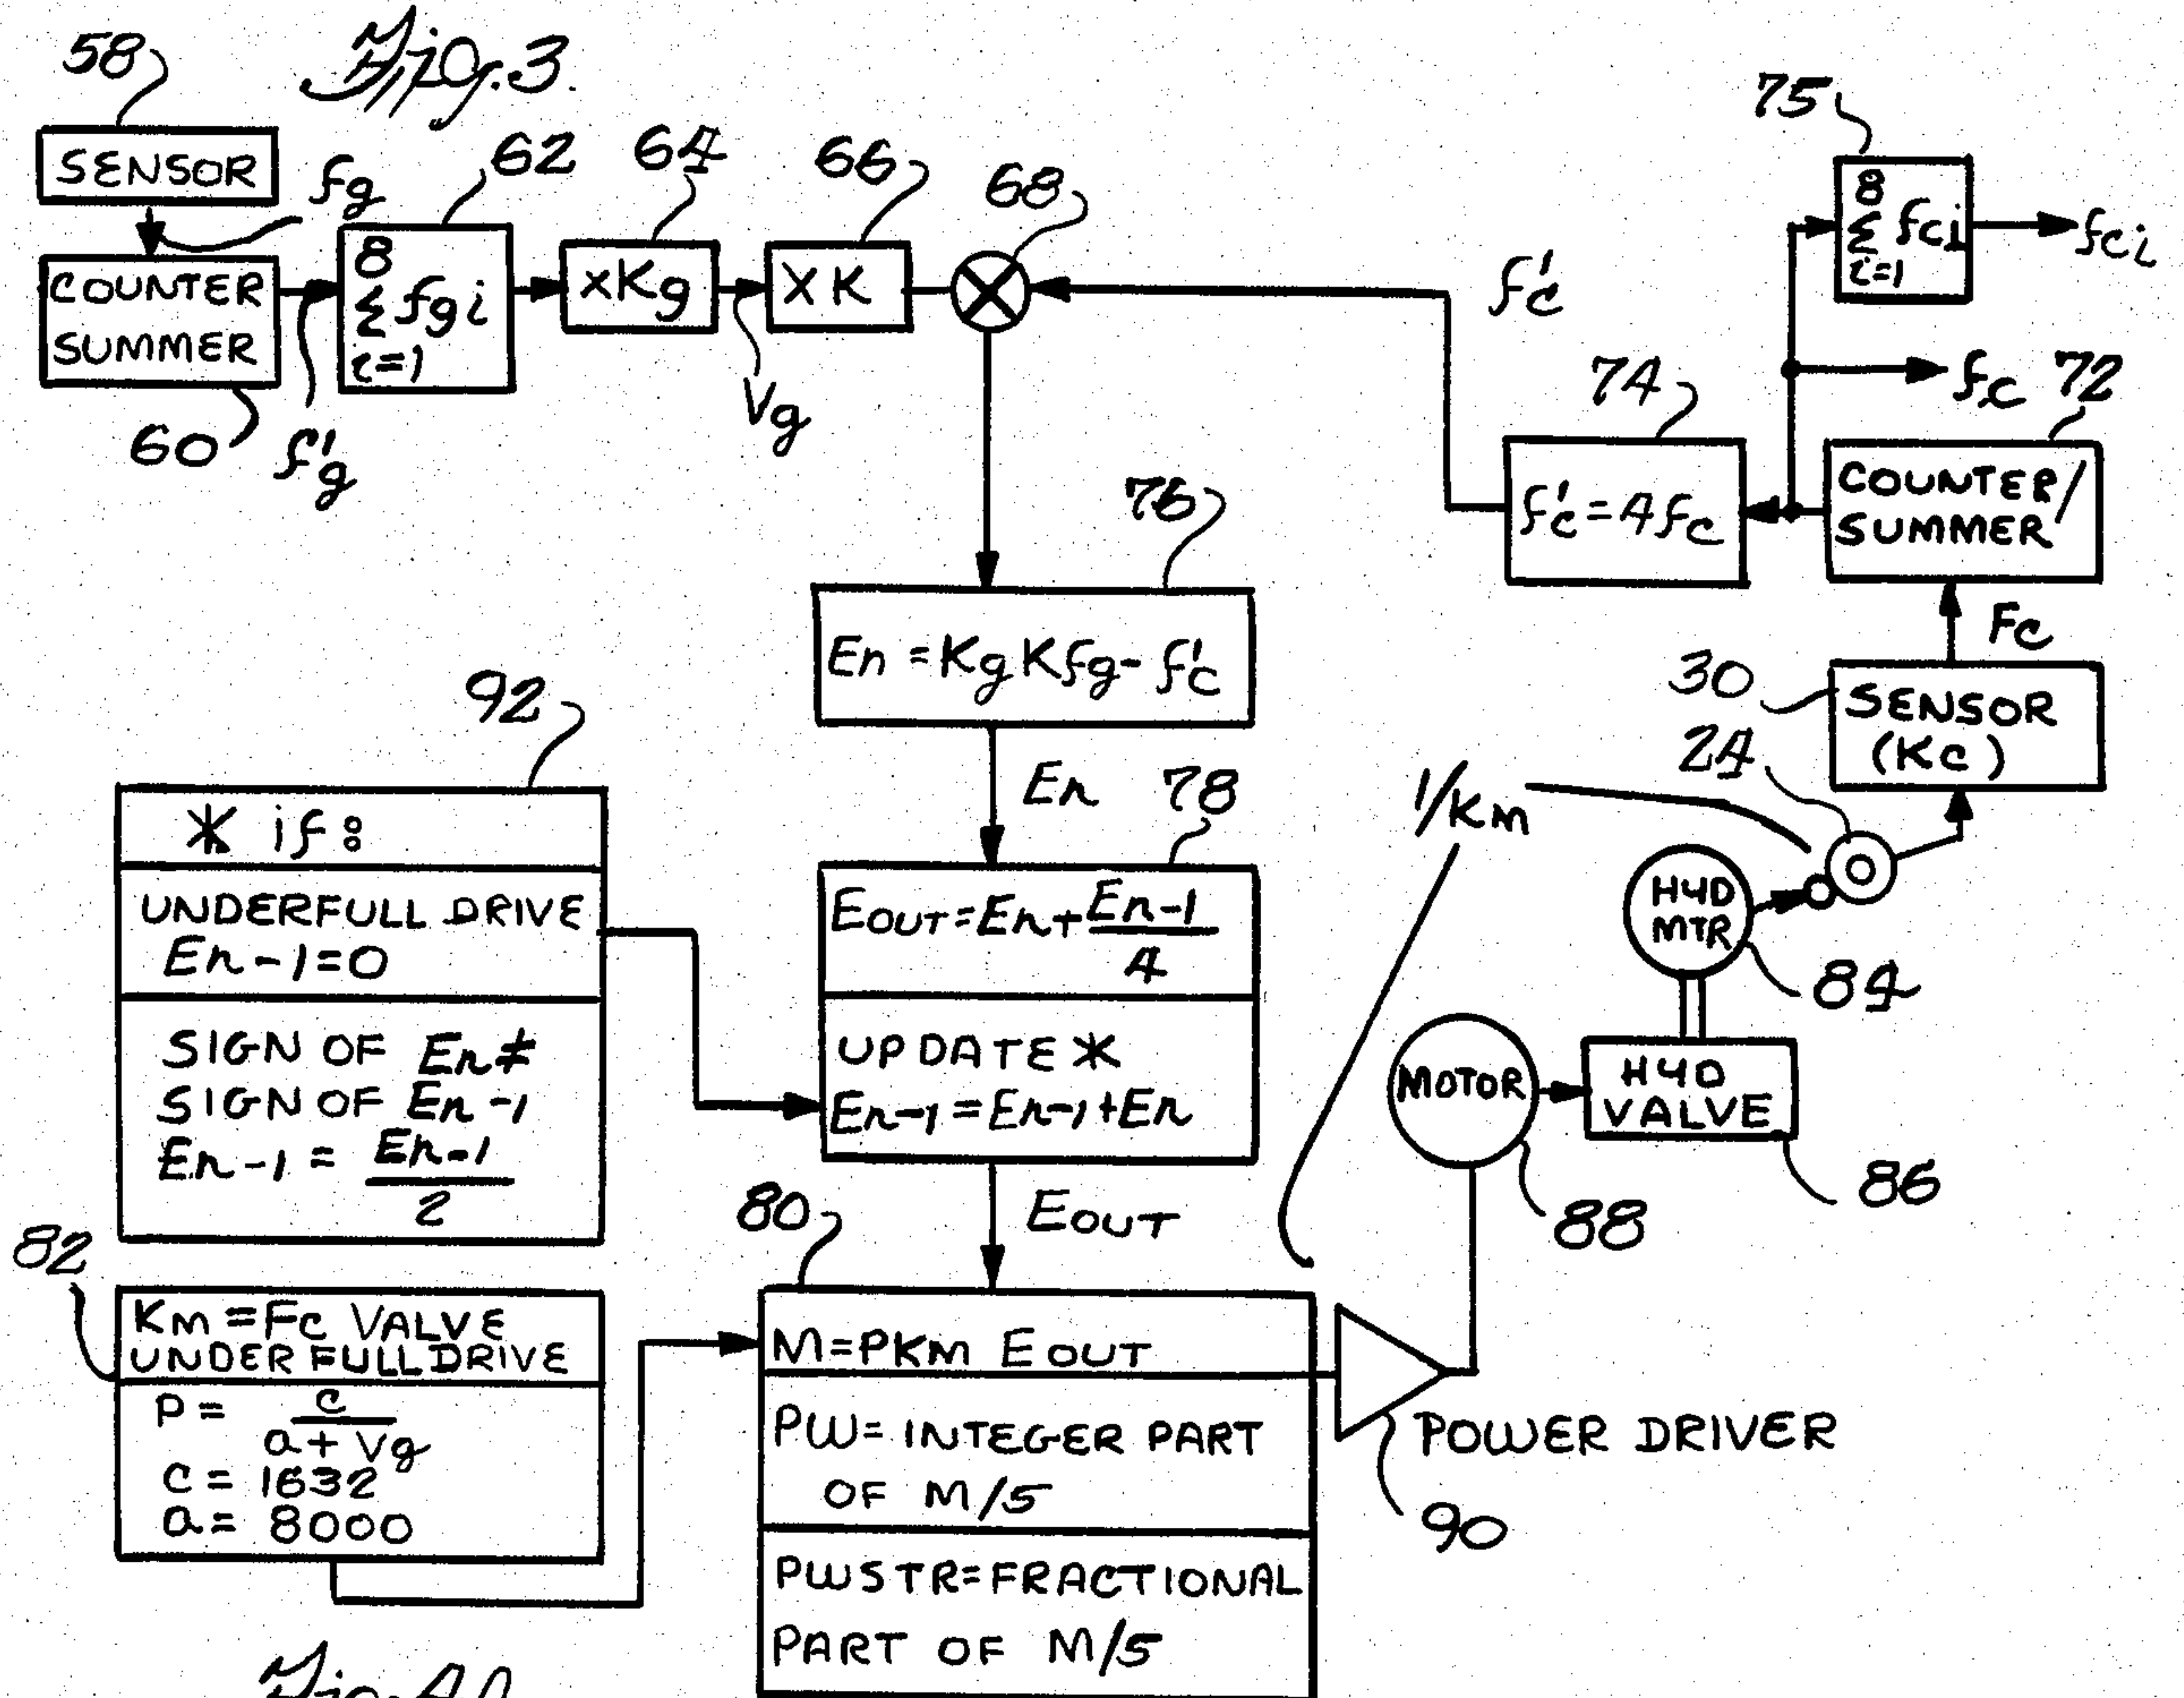 Fig. 3.
58
SENSOR
fg
COUNTER
SUMMER
60
f'g
62
8
Σ fgi
i=1
64
xKg
Vg
66
XK
68
f'c
75
8
Σ fci
i=1
fci
fc
72
COUNTER/
SUMMER
74
f'c = 4fc
Fc
30
SENSOR
(Kc)
24
1/Km
76
En = Kg K fg - f'c
En
78
EOUT = En + En-1
4
UPDATE *
En-1 = En-1 + En
EOUT
92
* if:
UNDERFULL DRIVE
En-1=0
SIGN OF En ≠
SIGN OF En-1
En-1 = En-1
2
82
Km = Fc VALVE
UNDER FULL DRIVE
P = c
a + Vg
C = 1632
a = 8000
80
M=PKM EOUT
PW= INTEGER PART
OF M/5
PWSTR=FRACTIONAL
PART OF M/5
HYD
MTR
84
MOTOR
88
HYD
VALVE
86
POWER DRIVER
90